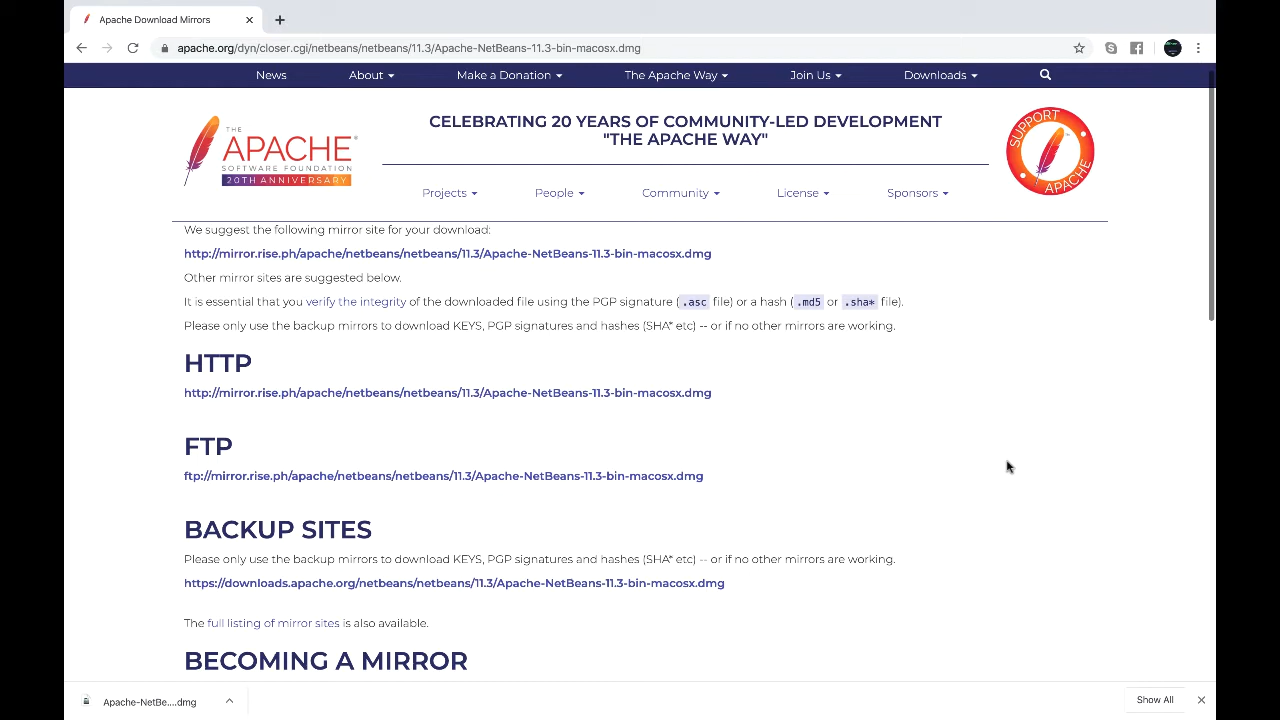 Apache Download Mirrors
apache.org/dyn/closer.cgi/netbeans/netbeans/11.3/Apache-NetBeans-11.3-bin-macosx.dmg
News About Make a Donation The Apache Way Join Us Downloads
THE
APACHE
SOFTWARE FOUNDATION
20TH ANNIVERSARY
CELEBRATING 20 YEARS OF COMMUNITY-LED DEVELOPMENT
"THE APACHE WAY"
SUPPORT
APACHE
Projects People Community License Sponsors
We suggest the following mirror site for your download:
http://mirror.rise.ph/apache/netbeans/netbeans/11.3/Apache-NetBeans-11.3-bin-macosx.dmg
Other mirror sites are suggested below.
It is essential that you verify the integrity of the downloaded file using the PGP signature (.asc file) or a hash (.md5 or .sha* file).
Please only use the backup mirrors to download KEYS, PGP signatures and hashes (SHA* etc) -- or if no other mirrors are working.
HTTP
http://mirror.rise.ph/apache/netbeans/netbeans/11.3/Apache-NetBeans-11.3-bin-macosx.dmg
FTP
ftp://mirror.rise.ph/apache/netbeans/netbeans/11.3/Apache-NetBeans-11.3-bin-macosx.dmg
BACKUP SITES
Please only use the backup mirrors to download KEYS, PGP signatures and hashes (SHA* etc) -- or if no other mirrors are working.
https://downloads.apache.org/netbeans/netbeans/11.3/Apache-NetBeans-11.3-bin-macosx.dmg
The full listing of mirror sites is also available.
BECOMING A MIRROR
Apache-NetBe....dmg
Show All